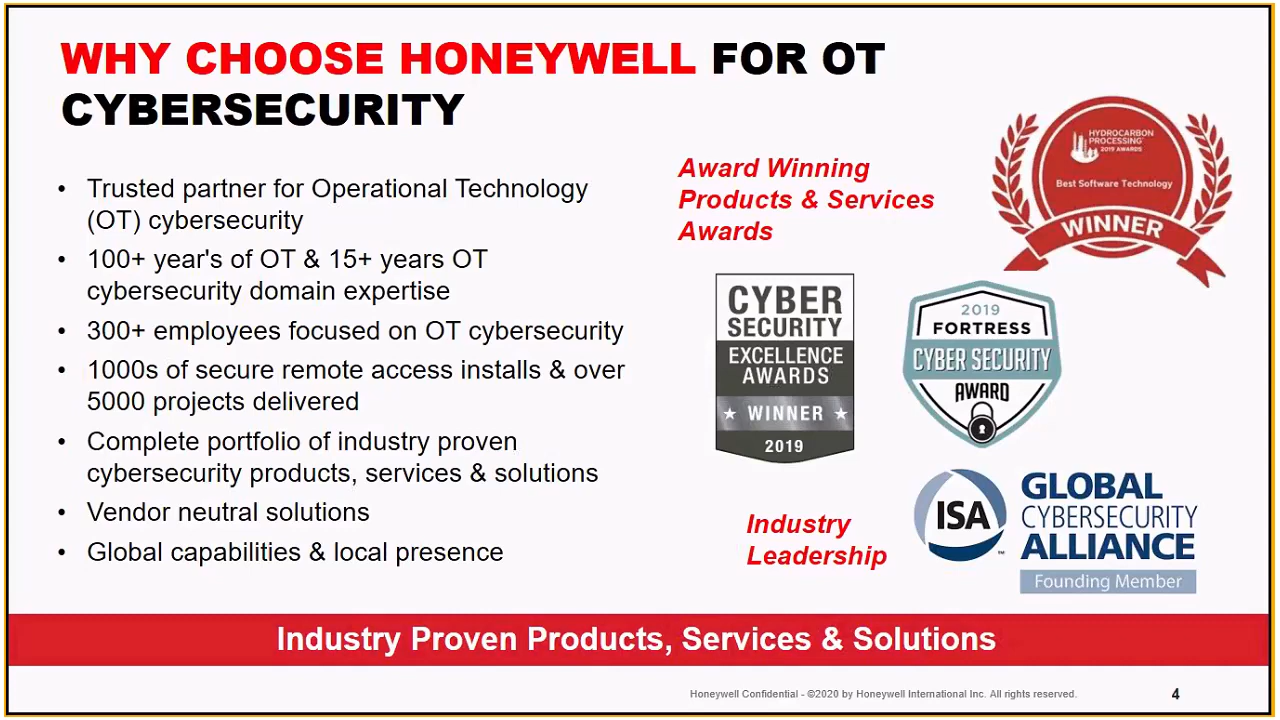 WHY CHOOSE HONEYWELL FOR OT
CYBERSECURITY
• Trusted partner for Operational Technology
(OT) cybersecurity
• 100+ year's of OT & 15+ years OT
cybersecurity domain expertise
• 300+ employees focused on OT cybersecurity
• 1000s of secure remote access installs & over
5000 projects delivered
• Complete portfolio of industry proven
cybersecurity products, services & solutions
• Vendor neutral solutions
• Global capabilities & local presence
Award Winning
Products & Services
Awards
HYDROCARBON
PROCESSING
2019 AWARDS
Best Software Technology
WINNER
CYBER
SECURITY
EXCELLENCE
AWARDS
★ WINNER ★
2019
2019
FORTRESS
CYBER SECURITY
AWARD
Industry
Leadership
ISA
™
GLOBAL
CYBERSECURITY
ALLIANCE
Founding Member
Industry Proven Products, Services & Solutions
Honeywell Confidential - ©2020 by Honeywell International Inc. All rights reserved.
4